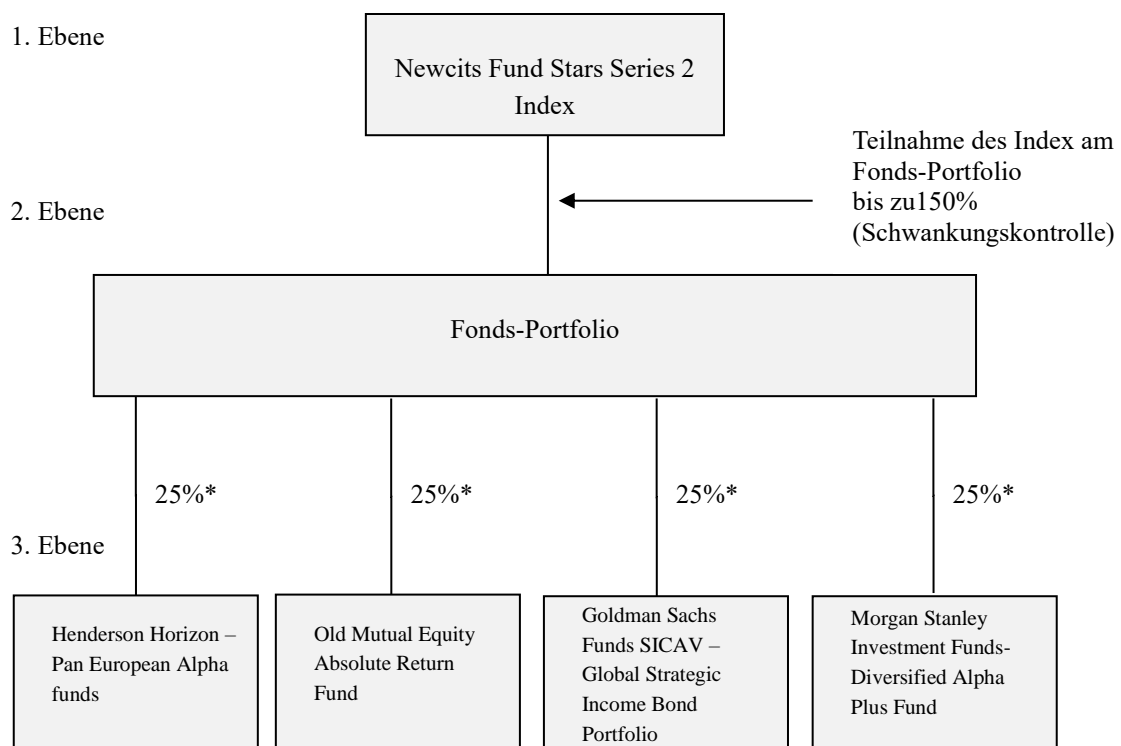 1. Ebene
Newcits Fund Stars Series 2
Index
Teilnahme des Index am
Fonds-Portfolio
bis zu150%
(Schwankungskontrolle)
2. Ebene
Fonds-Portfolio
25%*
25%*
25%*
25%*
3. Ebene
Henderson Horizon –
Pan European Alpha
funds
Old Mutual Equity
Absolute Return
Fund
Goldman Sachs
Funds SICAV –
Global Strategic
Income Bond
Portfolio
Morgan Stanley
Investment Funds-
Diversified Alpha
Plus Fund